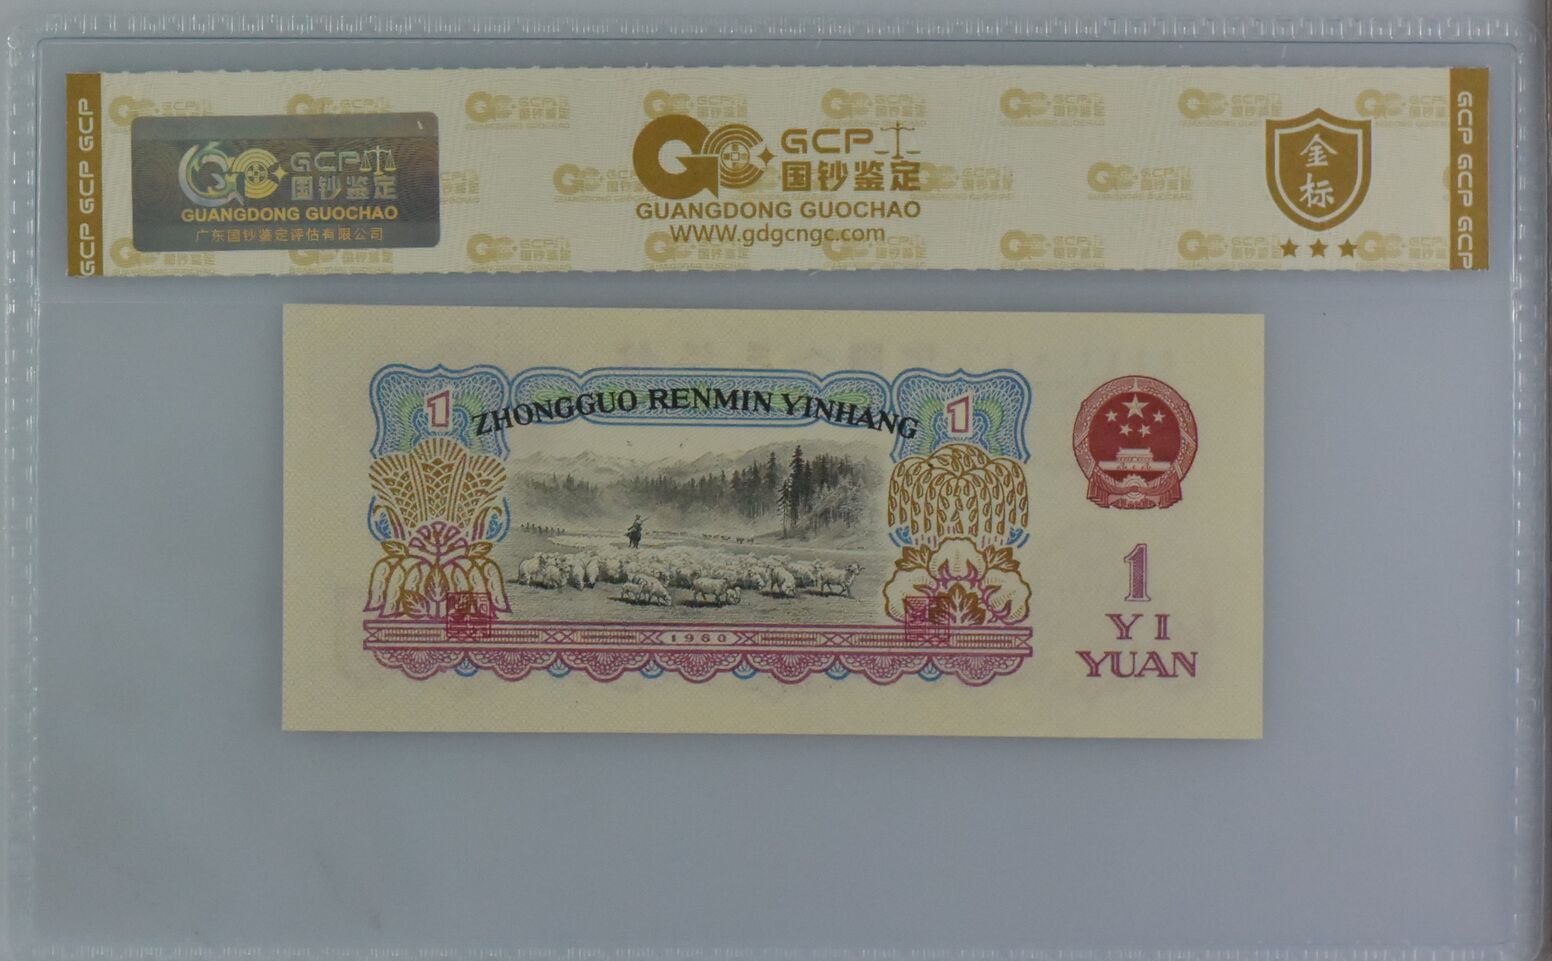 GCP GCP GCP
GCP
国钞鉴定
GUANGDONG GUOCHAO
广东国钞鉴定评估有限公司
GCP
国钞鉴定
GUANGDONG GUOCHAO
WWW.gdgcngc.com
金标
GCP GCP GCP
1
ZHONGGUO RENMIN YINHANG
1
1960
1
YI
YUAN